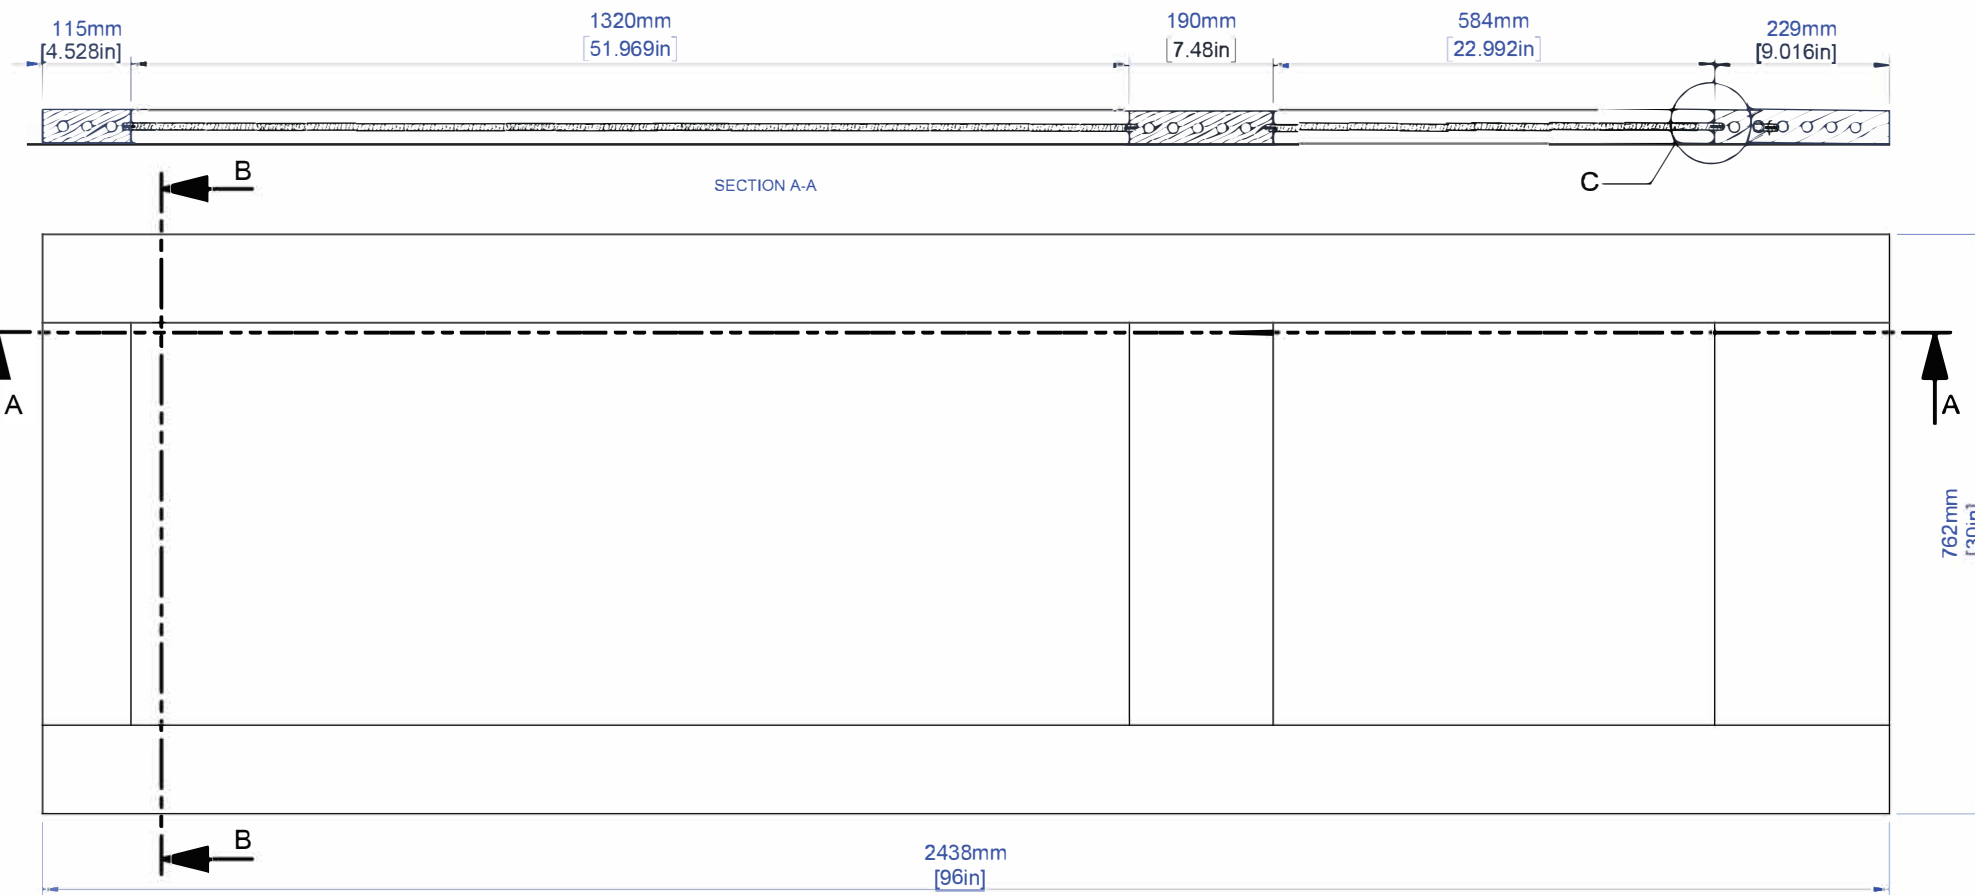 115mm
[4.528in]
1320mm
[51.969in]
190mm
[7.48in]
584mm
[22.992in]
229mm
[9.016in]
B
SECTION A-A
C
A
A
762mm
[30in]
B
2438mm
[96in]